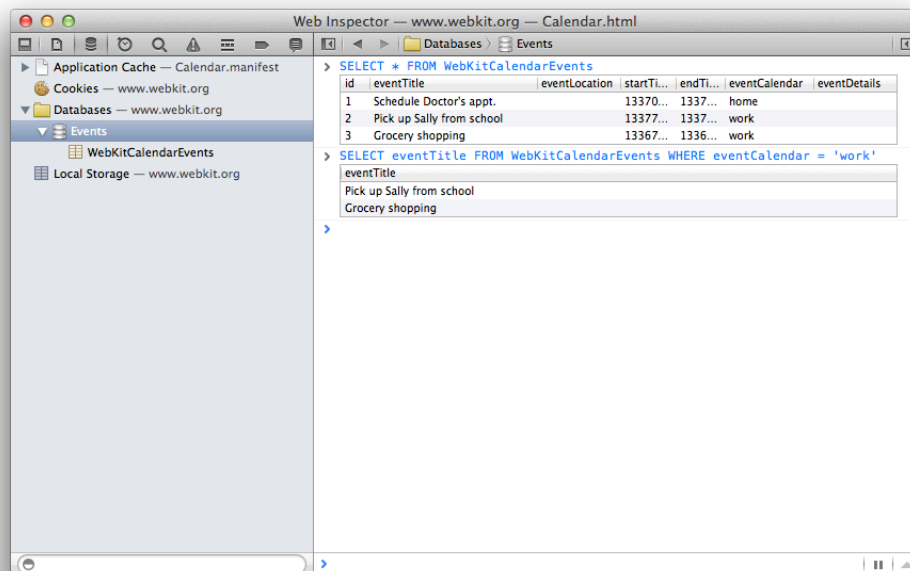 Web Inspector — www.webkit.org — Calendar.html
Databases Events
Application Cache — Calendar.manifest
Cookies — www.webkit.org
Databases — www.webkit.org
Events
WebKitCalendarEvents
Local Storage — www.webkit.org
SELECT * FROM WebKitCalendarEvents
id eventTitle eventLocation startTi... endTi... eventCalendar eventDetails
1 Schedule Doctor's appt. 13370... 1337... home
2 Pick up Sally from school 13377... 1337... work
3 Grocery shopping 13367... 1336... work
SELECT eventTitle FROM WebKitCalendarEvents WHERE eventCalendar = 'work'
eventTitle
Pick up Sally from school
Grocery shopping